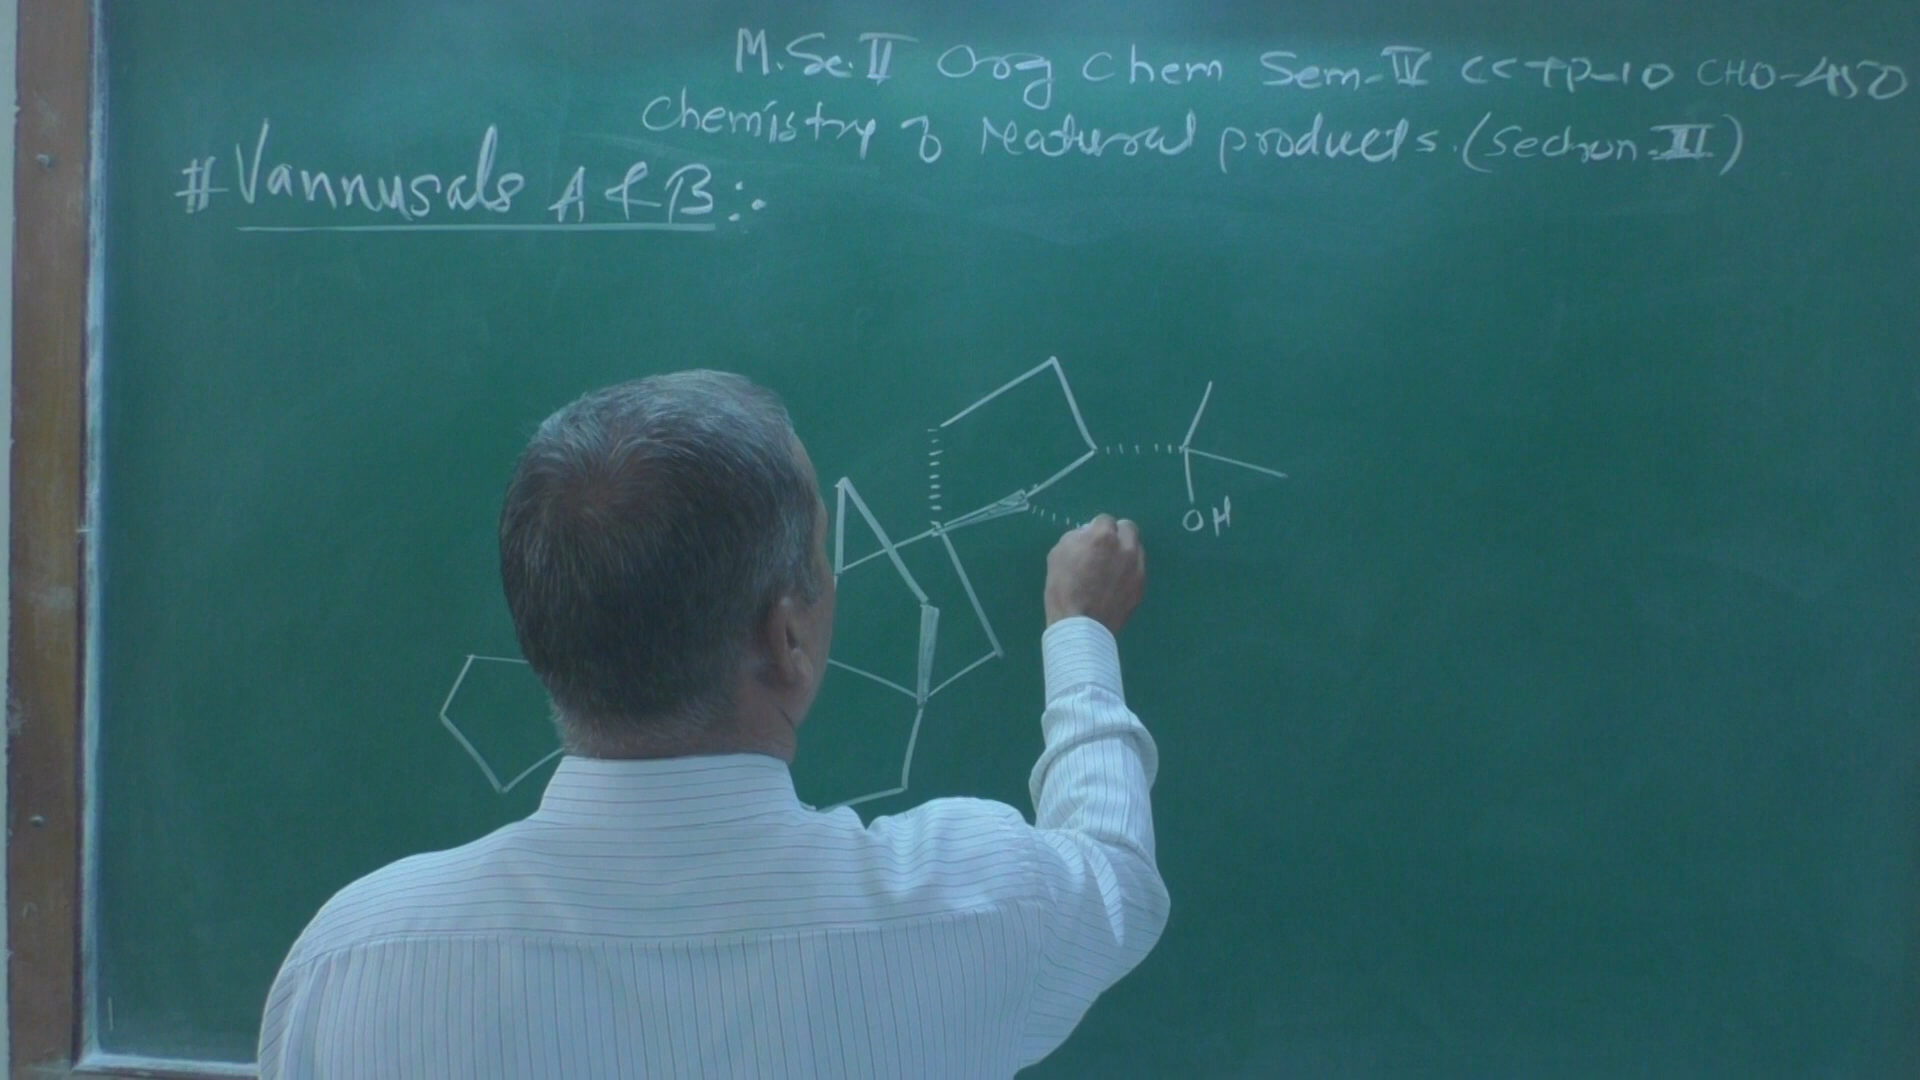 M.Sc.II Org Chem Sem-IV CCTP-10 CHO-450
Chemistry of Natural products. (Section-II)
# Vannusals A & B:-
OH